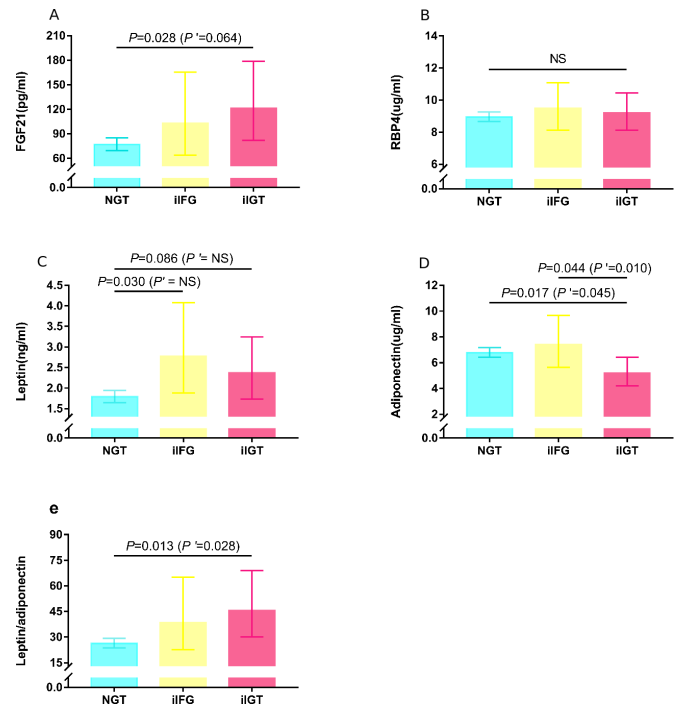 A
P=0.028 (P '=0.064)
FGF21(pg/ml)
210
180
150
120
90
60
0.0
NGT iIFG iIGT
B
NS
RBP4(ug/ml)
14
12
10
8
6
0.0
NGT iIFG iIGT
C
P=0.086 (P '= NS)
P=0.030 (P' = NS)
Leptin(ng/ml)
4.5
4.0
3.5
3.0
2.5
2.0
1.5
0.0
NGT iIFG iIGT
D
P=0.044 (P '=0.010)
P=0.017 (P '=0.045)
Adiponectin(ug/ml)
12
10
8
6
4
2
0.0
NGT iIFG iIGT
e
P=0.013 (P '=0.028)
Leptin/adiponectin
90
75
60
45
30
15
0.0
NGT iIFG iIGT